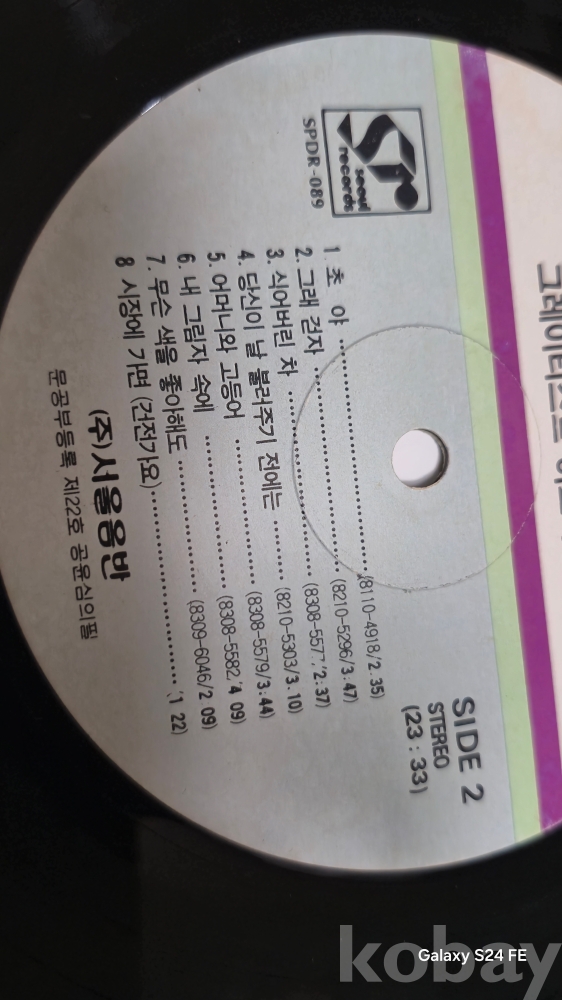 그레이티스트
seoul
records
SPDR-089
SIDE 2
STEREO
(23:33)
1. 초 야 ........ (8110-4918/2.35)
2. 그래 걷자 ........ (8210-5296/3.47)
3. 식어버린 차 ........ (8308-5577/2:37)
4. 당신이 날 불러주기 전에는 ........ (8210-5303/3.10)
5. 어머니와 고등어 ........ (8308-5579/3:44)
6. 내 그림자 속에 ........ (8308-5582/4 09)
7. 무슨 색을 좋아해도 ........ (8309-6046/2 09)
8 시장에 가면 (건전가요) ........ (1 22)
(주)서울음반
문공부등록 제22호 공윤심의필
kobay
Galaxy S24 FE